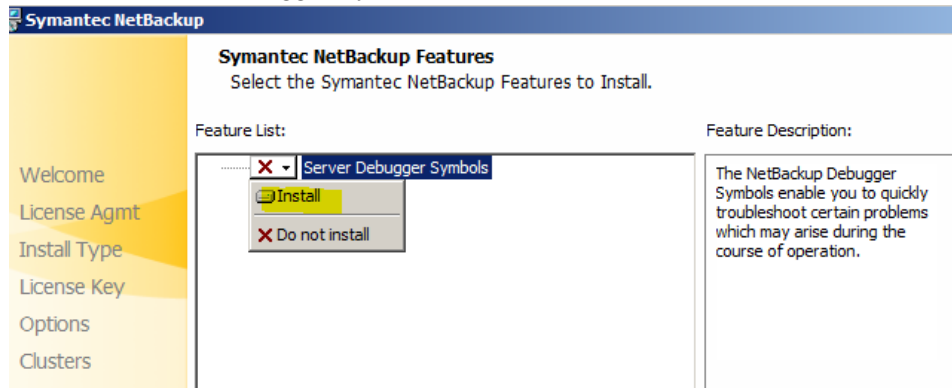 Symantec NetBackup
Symantec NetBackup Features
Select the Symantec NetBackup Features to Install.
Feature List:
Feature Description:
Server Debugger Symbols
Install
Do not install
The NetBackup Debugger
Symbols enable you to quickly
troubleshoot certain problems
which may arise during the
course of operation.
Welcome
License Agmt
Install Type
License Key
Options
Clusters